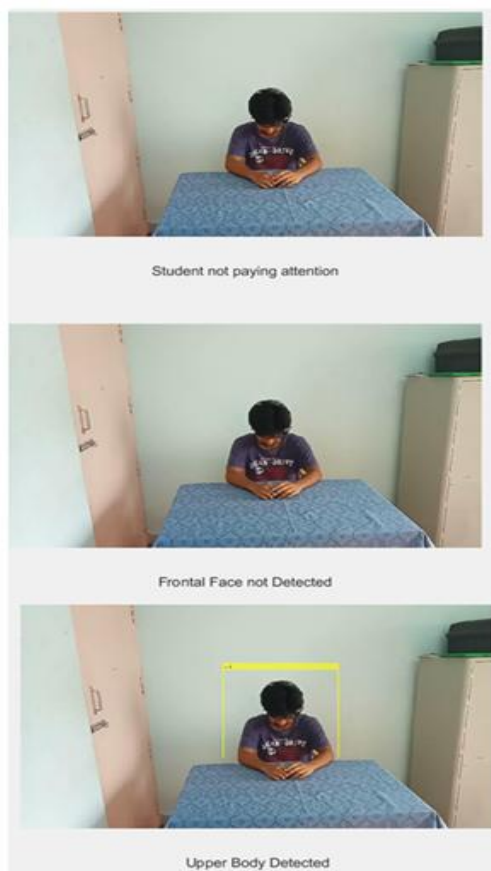 Student not paying attention
Frontal Face not Detected
Upper Body Detected